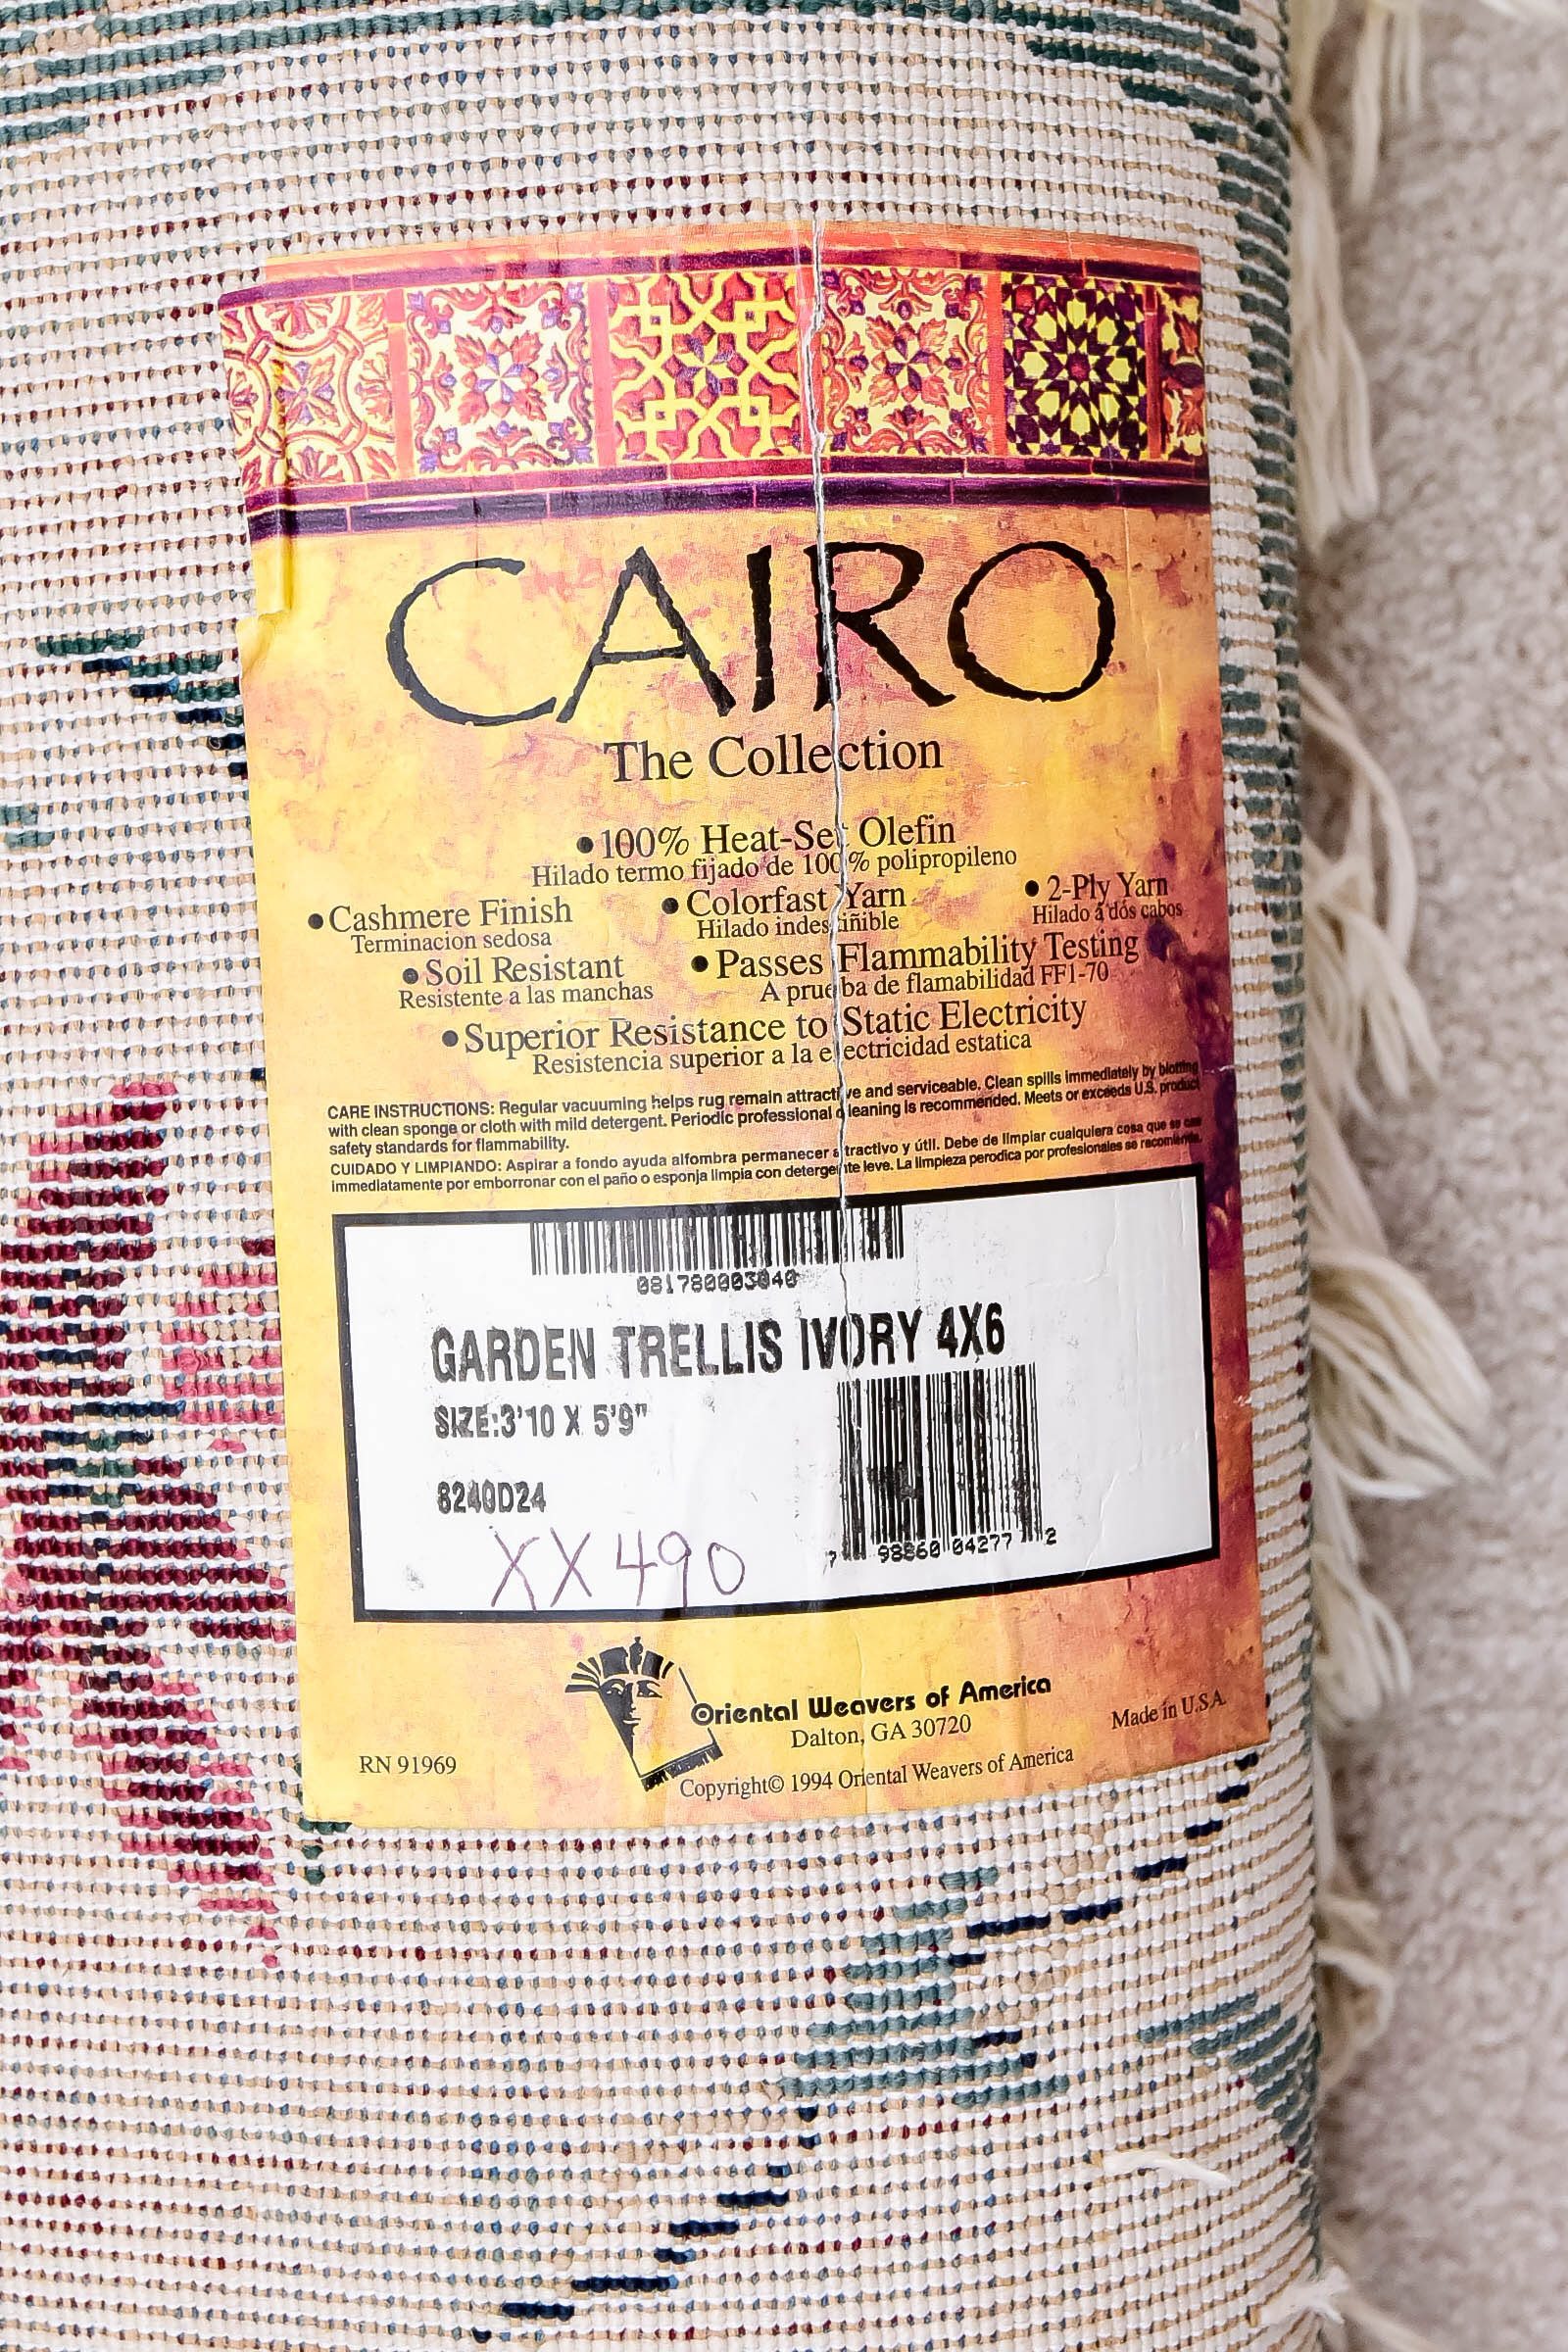 CAIRO
The Collection
•100% Heat-Set Olefin
Hilado termo fijado de 100% polipropileno
•Cashmere Finish •Colorfast Yarn •2-Ply Yarn
Terminacion sedosa Hilado indestiñible Hilado a dos cabos
•Soil Resistant •Passes Flammability Testing
Resistente a las manchas A prueba de flamabilidad FF1-70
•Superior Resistance to Static Electricity
Resistencia superior a la electricidad estatica
CARE INSTRUCTIONS: Regular vacuuming helps rug remain attractive and serviceable. Clean spills immediately by blotting
with clean sponge or cloth with mild detergent. Periodic professional cleaning is recommended. Meets or exceeds U.S. product
safety standards for flammability.
CUIDADO Y LIMPIANDO: Aspirar a fondo ayuda alfombra permanecer atractivo y útil. Debe de limpiar cualquiera cosa que se cae
immediatamente por emborronar con el paño o esponja limpia con detergente leve. La limpieza perodica por profesionales se recomienda.
081780003040
GARDEN TRELLIS IVORY 4X6
SIZE:3'10 X 5'9"
8240D24
XX490
7 98860 04277 2
Oriental Weavers of America
Dalton, GA 30720
Made in U.S.A.
RN 91969
Copyright© 1994 Oriental Weavers of America